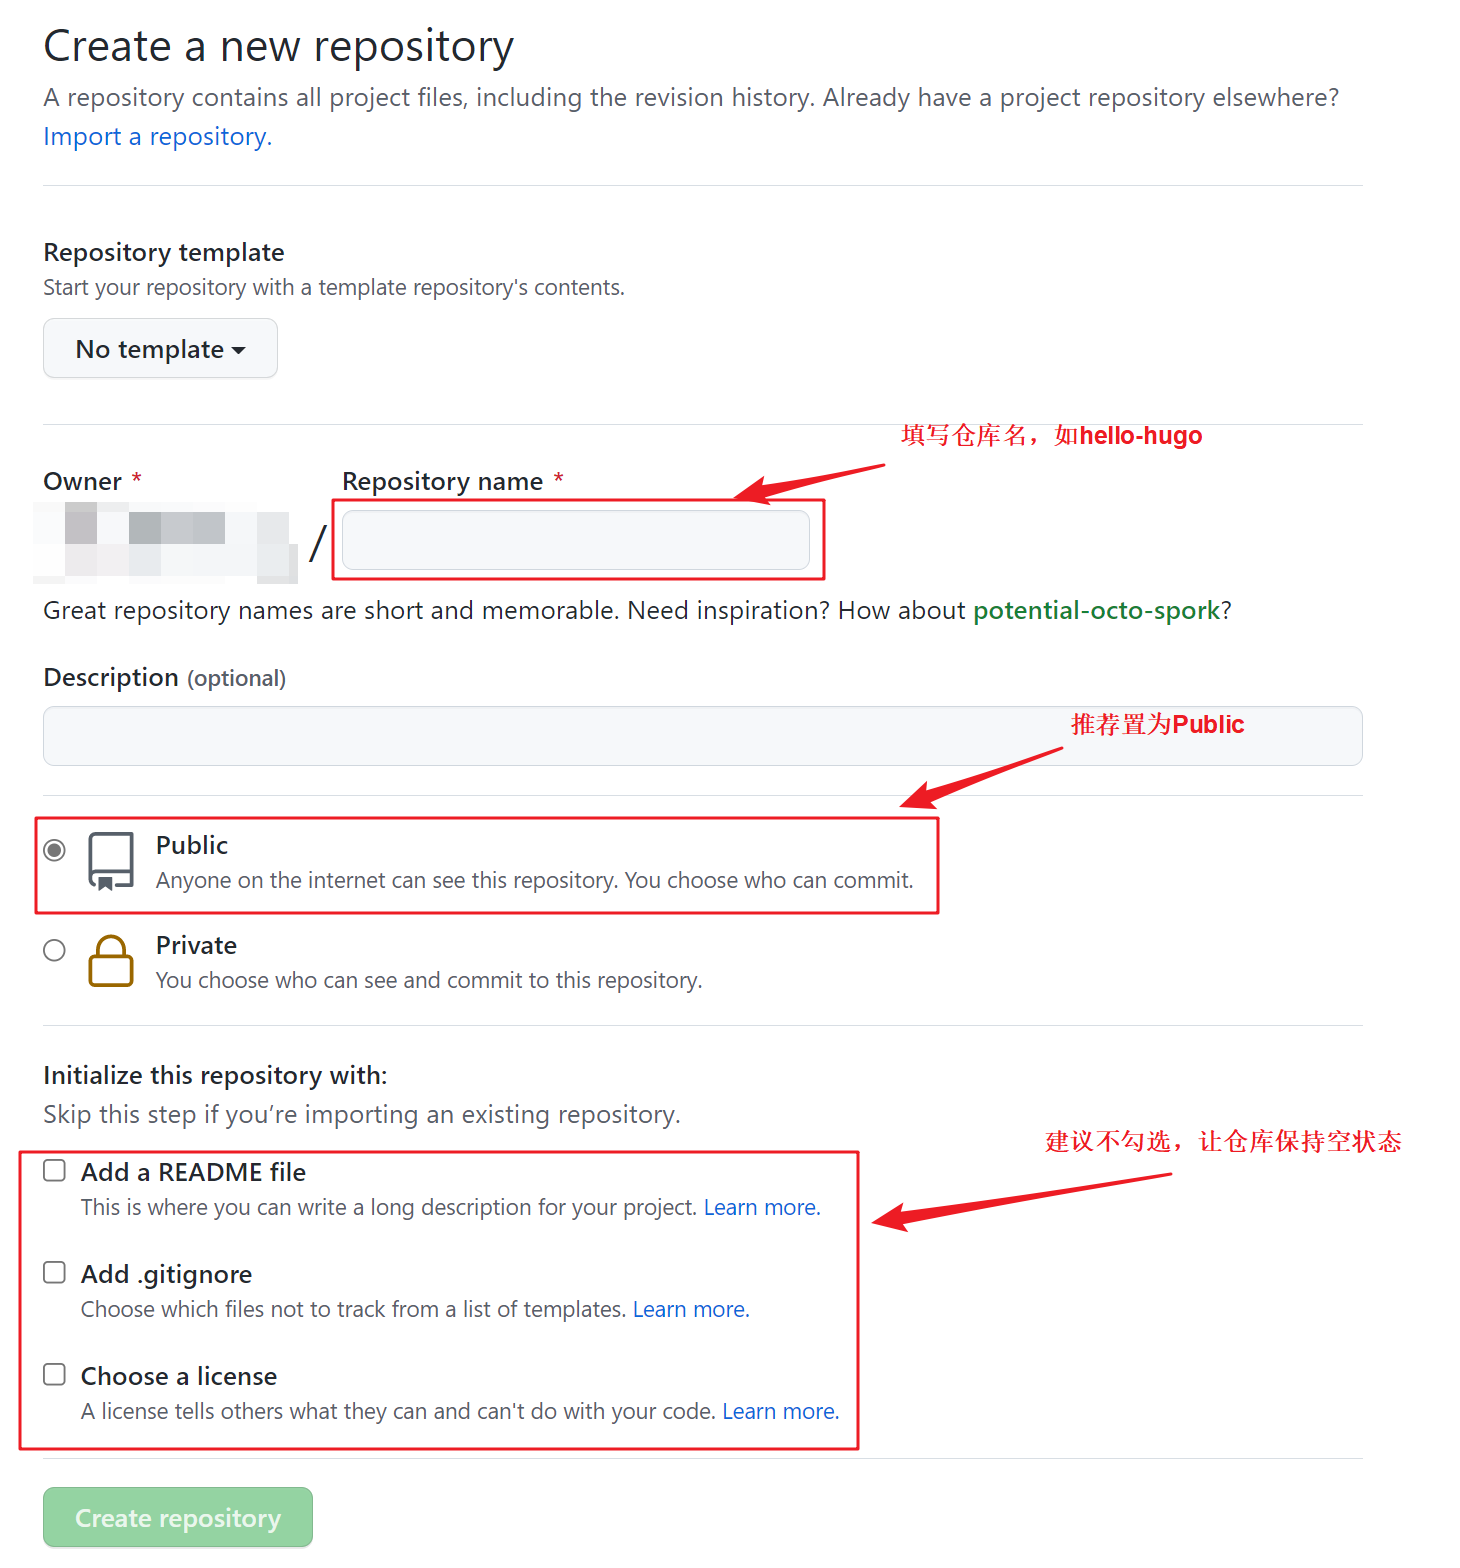 Create a new repository
A repository contains all project files, including the revision history. Already have a project repository elsewhere?
Import a repository.
Repository template
Start your repository with a template repository's contents.
No template
填写仓库名，如hello-hugo
Owner *
Repository name *
/
Great repository names are short and memorable. Need inspiration? How about potential-octo-spork?
Description (optional)
推荐置为Public
Public
Anyone on the internet can see this repository. You choose who can commit.
Private
You choose who can see and commit to this repository.
Initialize this repository with:
Skip this step if you’re importing an existing repository.
建议不勾选，让仓库保持空状态
Add a README file
This is where you can write a long description for your project. Learn more.
Add .gitignore
Choose which files not to track from a list of templates. Learn more.
Choose a license
A license tells others what they can and can't do with your code. Learn more.
Create repository